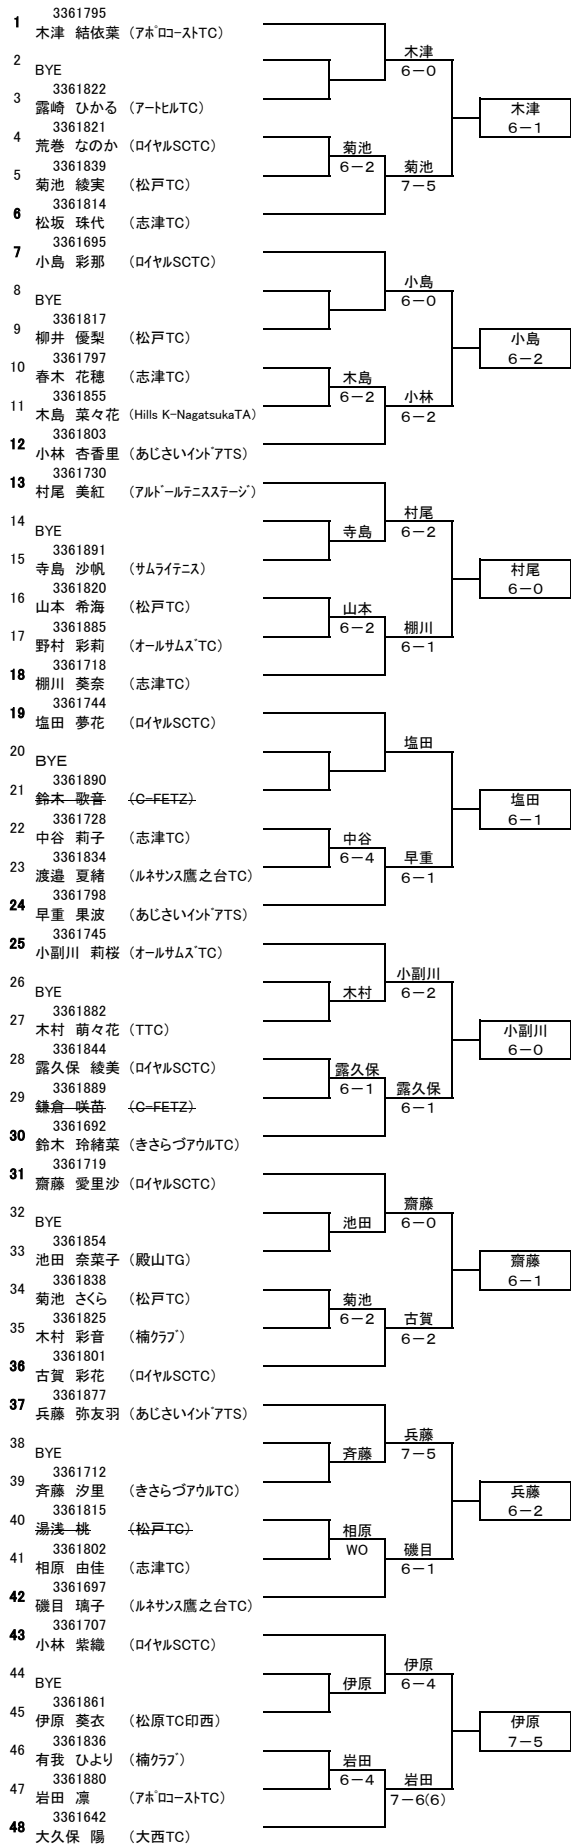 3361795
1 木津 結依葉 (アポロコーストTC)
木津
2 BYE
6－0
3361822
3 露崎 ひかる (アートヒルTC)
木津
6－1
3361821
4 荒巻 なのか (ロイヤルSCTC)
菊池
6－2
菊池
7－5
3361839
5 菊池 綾実 (松戸TC)
3361814
6 松坂 珠代 (志津TC)
3361695
7 小島 彩那 (ロイヤルSCTC)
小島
6－0
8 BYE
3361817
9 柳井 優梨 (松戸TC)
小島
6－2
3361797
10 春木 花穂 (志津TC)
木島
6－2
小林
6－2
3361855
11 木島 菜々花 (Hills K-NagatsukaTA)
3361803
12 小林 杏香里 (あじさいインドアTS)
3361730
13 村尾 美紅 (アルドールテニスステージ)
村尾
6－2
14 BYE
寺島
3361891
15 寺島 沙帆 (サムライテニス)
村尾
6－0
3361820
16 山本 希海 (松戸TC)
山本
6－2
棚川
6－1
3361885
17 野村 彩莉 (オールサムズTC)
3361718
18 棚川 葵奈 (志津TC)
3361744
19 塩田 夢花 (ロイヤルSCTC)
塩田
20 BYE
3361890
21 鈴木 歌音 (C-FETZ)
塩田
6－1
3361728
22 中谷 莉子 (志津TC)
中谷
6－4
早重
6－1
3361834
23 渡邉 夏緒 (ルネサンス鷹之台TC)
3361798
24 早重 果波 (あじさいインドアTS)
3361745
25 小副川 莉桜 (オールサムズTC)
小副川
6－2
26 BYE
木村
3361882
27 木村 萌々花 (TTC)
小副川
6－0
3361844
28 露久保 綾美 (ロイヤルSCTC)
露久保
6－1
露久保
6－1
3361889
29 鎌倉 咲苗 (C-FETZ)
3361692
30 鈴木 玲緒菜 (きさらづアウルTC)
3361719
31 齋藤 愛里沙 (ロイヤルSCTC)
齋藤
6－0
32 BYE
池田
3361854
33 池田 奈菜子 (殿山TG)
齋藤
6－1
3361838
34 菊池 さくら (松戸TC)
菊池
6－2
古賀
6－2
3361825
35 木村 彩音 (楠クラブ)
3361801
36 古賀 彩花 (ロイヤルSCTC)
3361877
37 兵藤 弥友羽 (あじさいインドアTS)
兵藤
7－5
38 BYE
斉藤
3361712
39 斉藤 汐里 (きさらづアウルTC)
兵藤
6－2
3361815
40 湯浅 桃 (松戸TC)
相原
WO
磯目
6－1
3361802
41 相原 由佳 (志津TC)
3361697
42 磯目 璃子 (ルネサンス鷹之台TC)
3361707
43 小林 紫織 (ロイヤルSCTC)
伊原
6－4
44 BYE
伊原
3361861
45 伊原 葵衣 (松原TC印西)
伊原
7－5
3361836
46 有我 ひより (楠クラブ)
岩田
6－4
岩田
7－6(6)
3361880
47 岩田 凛 (アポロコーストTC)
3361642
48 大久保 陽 (大西TC)